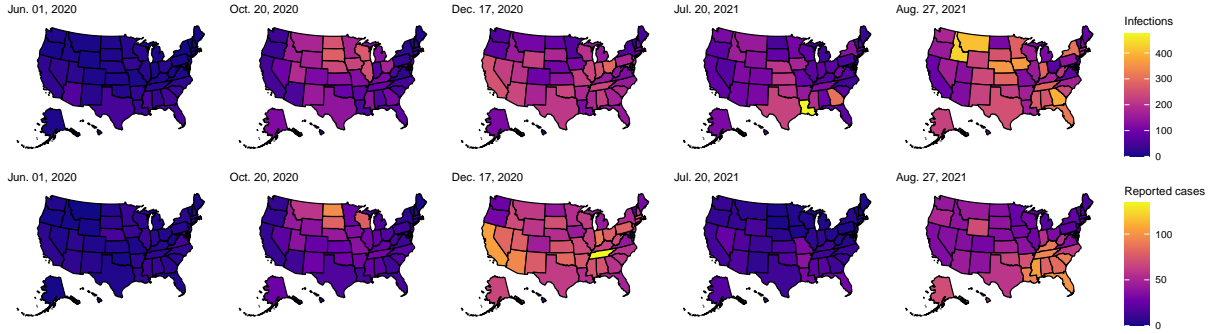 Jun. 01, 2020
Oct. 20, 2020
Dec. 17, 2020
Jul. 20, 2021
Aug. 27, 2021
Infections
400
300
200
100
0
Jun. 01, 2020
Oct. 20, 2020
Dec. 17, 2020
Jul. 20, 2021
Aug. 27, 2021
Reported cases
100
50
0